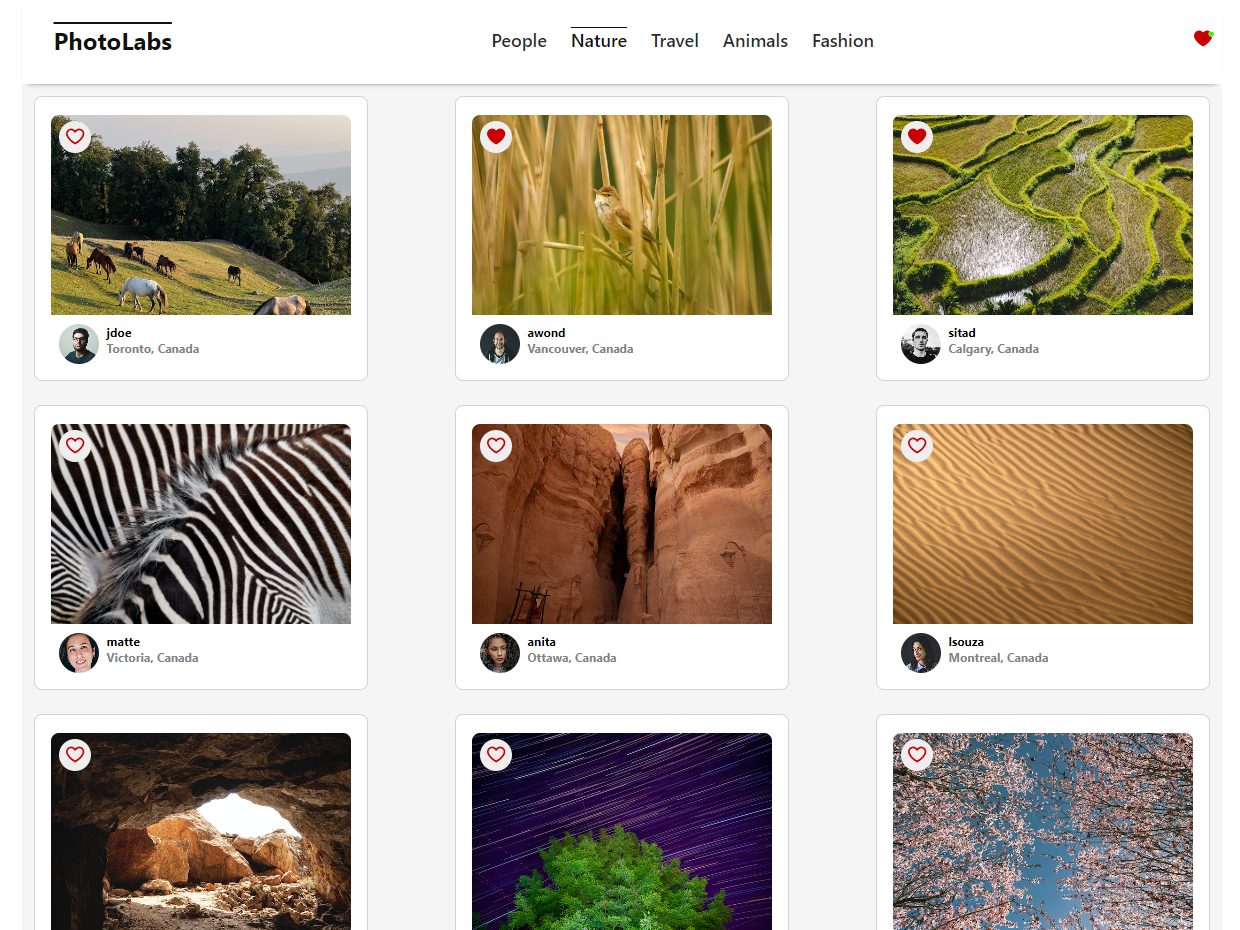 PhotoLabs
People Nature Travel Animals Fashion
jdoe
Toronto, Canada
awond
Vancouver, Canada
sitad
Calgary, Canada
matte
Victoria, Canada
anita
Ottawa, Canada
lsouza
Montreal, Canada